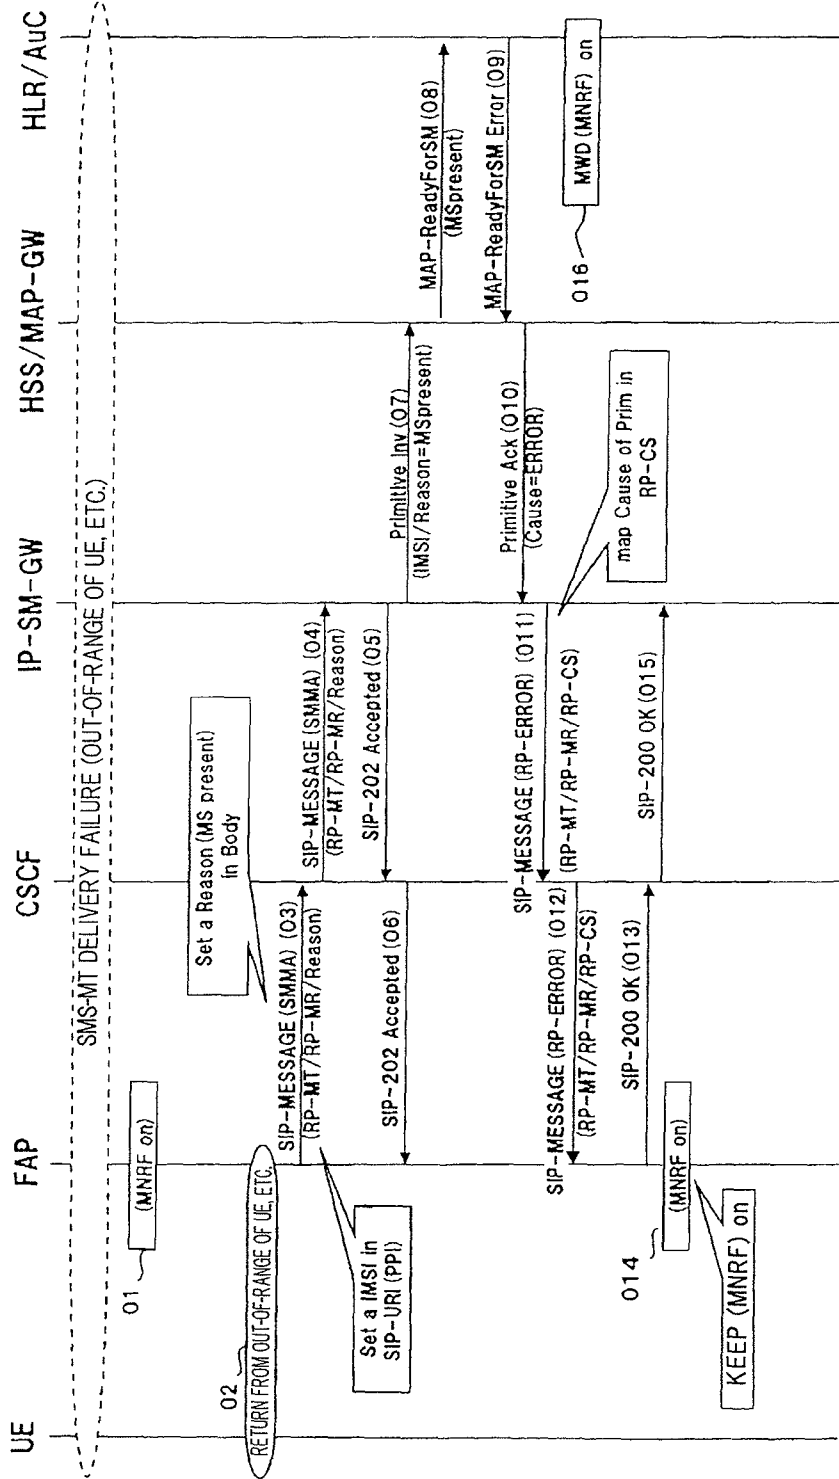 UE
FAP
CSCF
IP-SM-GW
HSS/MAP-GW
HLR/AuC
SMS-MT DELIVERY FAILURE (OUT-OF-RANGE OF UE, ETC.)
O1
(MNRF on)
O2
RETURN FROM OUT-OF-RANGE OF UE, ETC.
Set a Reason (MS present)
in Body
SIP-MESSAGE (SMMA) (O3)
(RP-MT/RP-MR/Reason)
Set a IMSI in
SIP-URI (PPI)
SIP-MESSAGE (SMMA) (O4)
(RP-MT/RP-MR/Reason)
SIP-202 Accepted (O5)
SIP-202 Accepted (O6)
Primitive Inv (O7)
(IMSI/Reason=MSpresent)
MAP-ReadyForSM (O8)
(MSpresent)
MAP-ReadyForSM Error (O9)
Primitive Ack (O10)
(Cause=ERROR)
SIP-MESSAGE (RP-ERROR) (O11)
(RP-MT/RP-MR/RP-CS)
map Cause of Prim in
RP-CS
SIP-MESSAGE (RP-ERROR) (O12)
(RP-MT/RP-MR/RP-CS)
SIP-200 OK (O13)
SIP-200 OK (O15)
O16
MWD (MNRF) on
O14
(MNRF on)
KEEP (MNRF) on